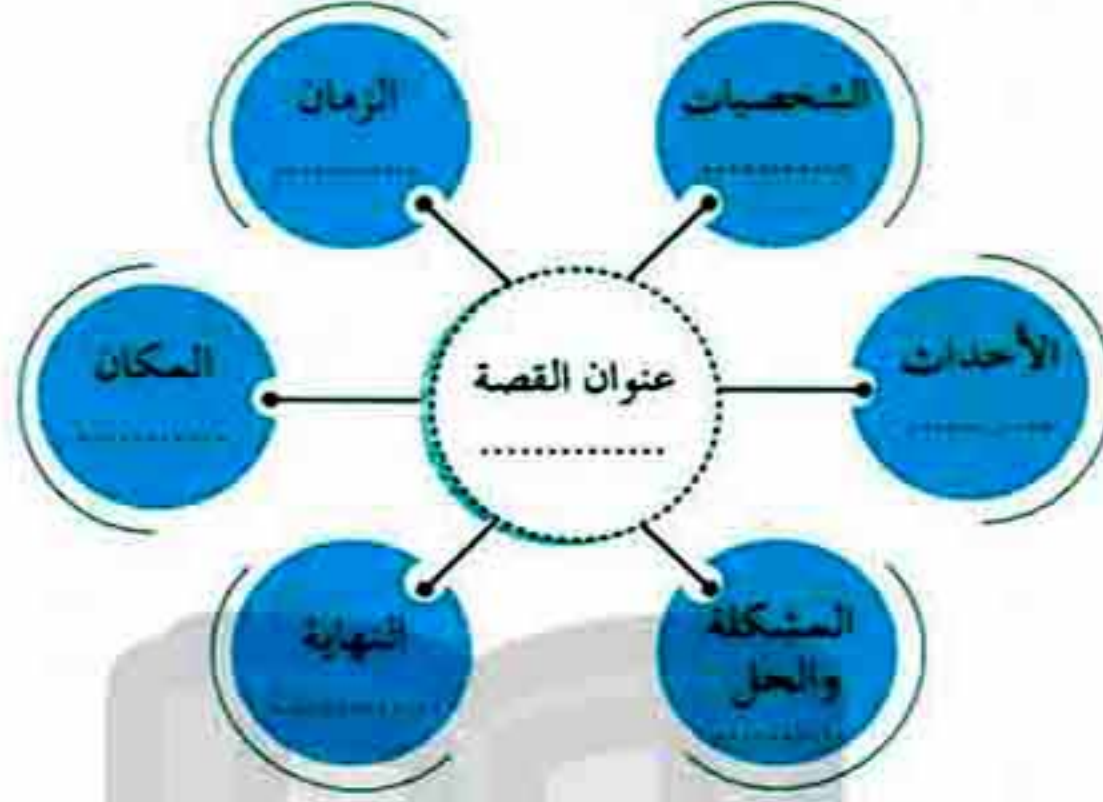 الشخصيات
............
الزمان
............
الأحداث
............
عنوان القصة
............
المكان
............
المشكلة
والحل
............
النهاية
............